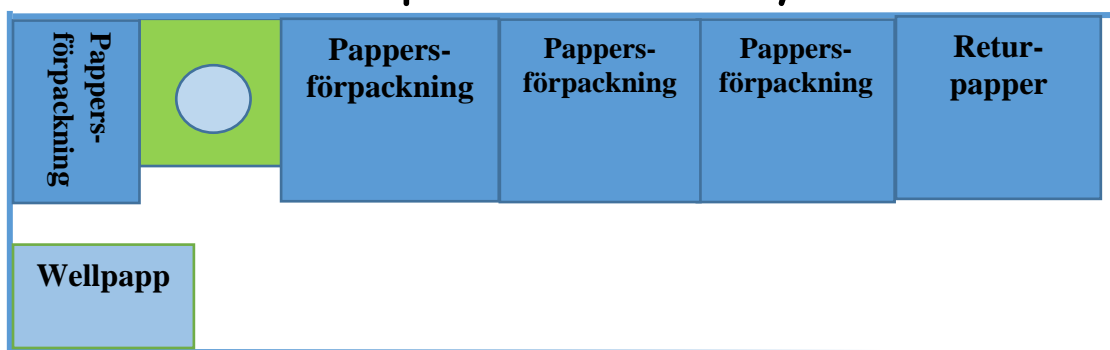 Pappers-
förpackning
Pappers-
förpackning
Pappers-
förpackning
Pappers-
förpackning
Retur-
papper
Wellpapp